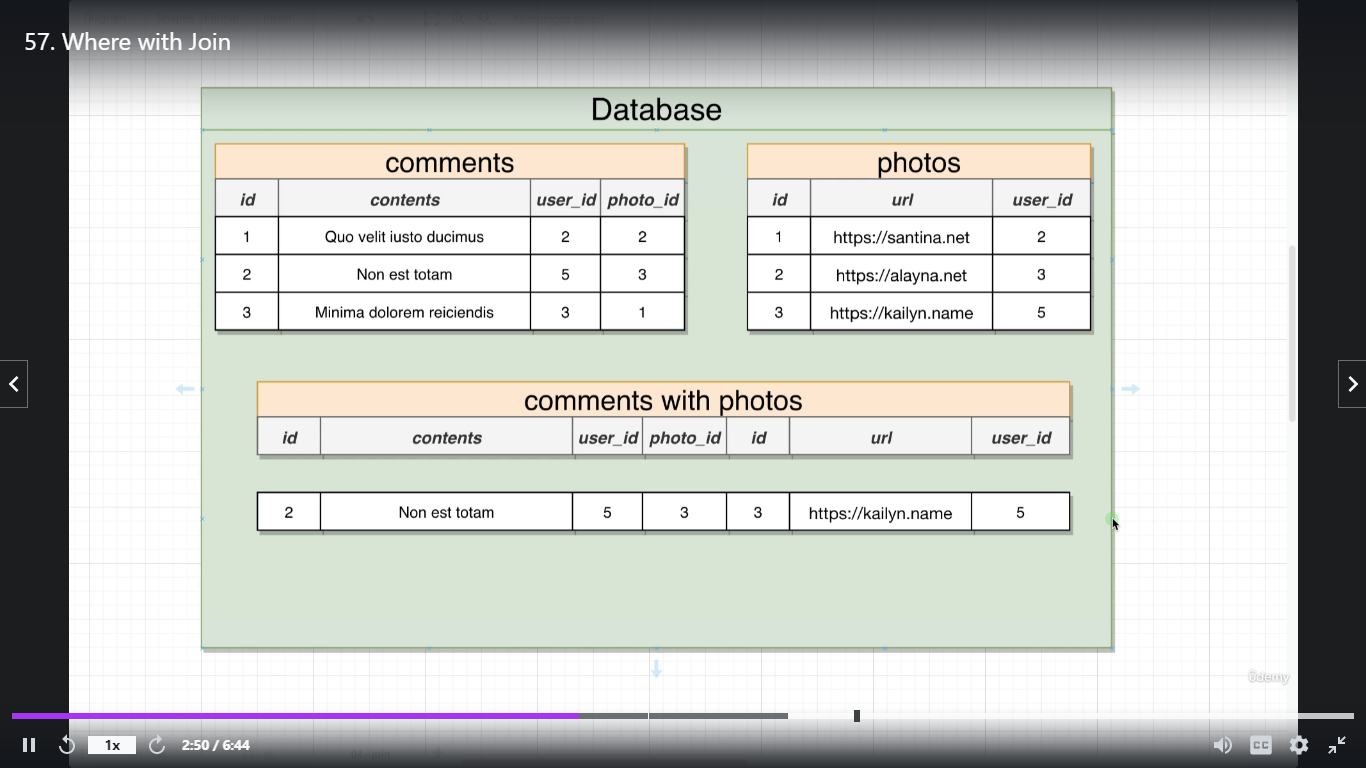 57. Where with Join
Database
comments
id contents user_id photo_id
1 Quo velit iusto ducimus 2 2
2 Non est totam 5 3
3 Minima dolorem reiciendis 3 1
photos
id url user_id
1 https://santina.net 2
2 https://alayna.net 3
3 https://kailyn.name 5
comments with photos
id contents user_id photo_id id url user_id
2 Non est totam 5 3 3 https://kailyn.name 5
ûdemy
1x 2:50 / 6:44 CC